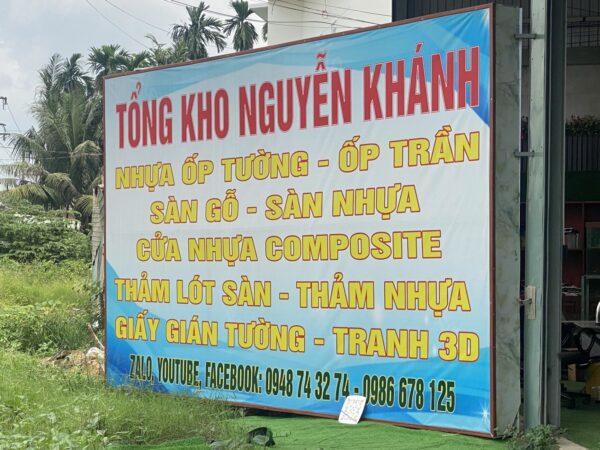 TỔNG KHO NGUYỄN KHÁNH
NHỰA ỐP TƯỜNG - ỐP TRẦN
SÀN GỖ - SÀN NHỰA
CỬA NHỰA COMPOSITE
THẢM LÓT SÀN - THẢM NHỰA
GIẤY GIÁN TƯỜNG - TRANH 3D
ZALO, YOUTUBE, FACEBOOK: 0948 74 32 74 - 0986 678 125